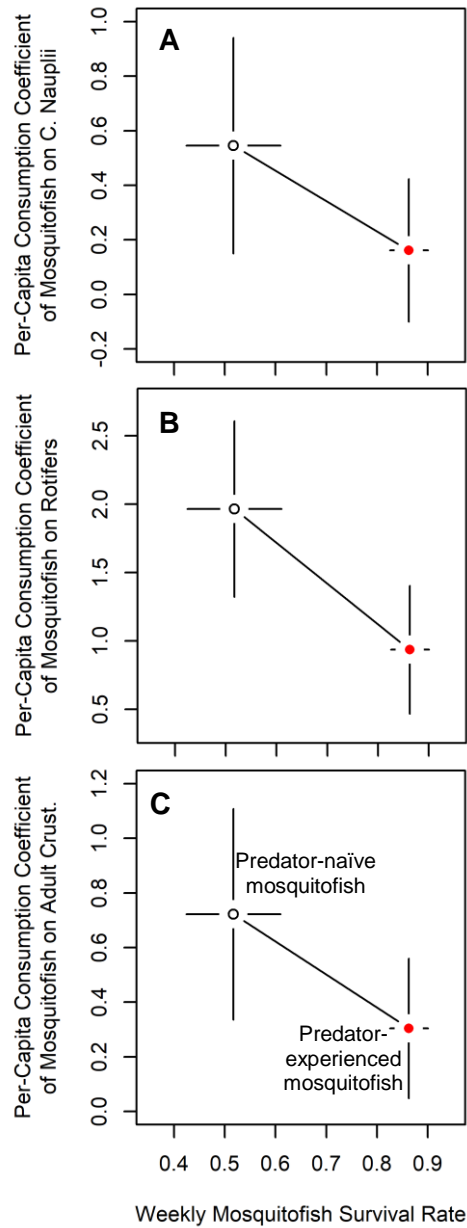 A
Per-Capita Consumption Coefficient
of Mosquitofish on C. Nauplii
1.0
0.8
0.6
0.4
0.2
0.0
-0.2
B
Per-Capita Consumption Coefficient
of Mosquitofish on Rotifers
2.5
2.0
1.5
1.0
0.5
C
Per-Capita Consumption Coefficient
of Mosquitofish on Adult Crust.
1.2
1.0
0.8
0.6
0.4
0.2
0.0
Predator-naïve
mosquitofish
Predator-
experienced
mosquitofish
0.4 0.5 0.6 0.7 0.8 0.9
Weekly Mosquitofish Survival Rate